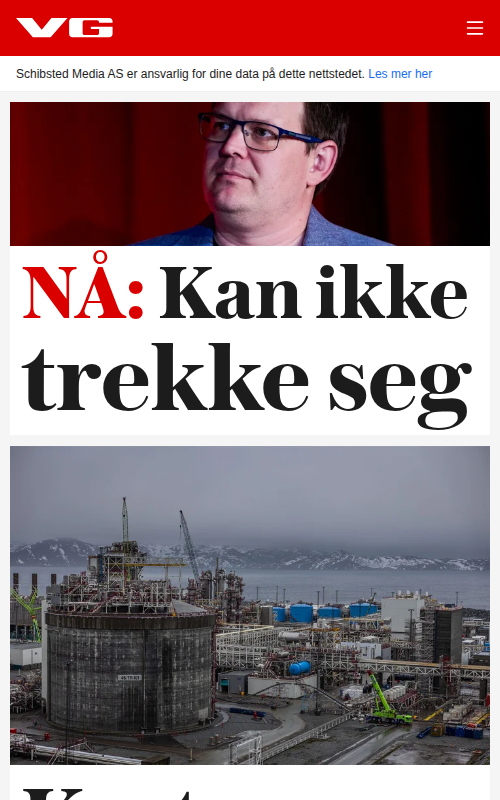 VG
Schibsted Media AS er ansvarlig for dine data på dette nettstedet. Les mer her
NÅ: Kan ikke
trekke seg